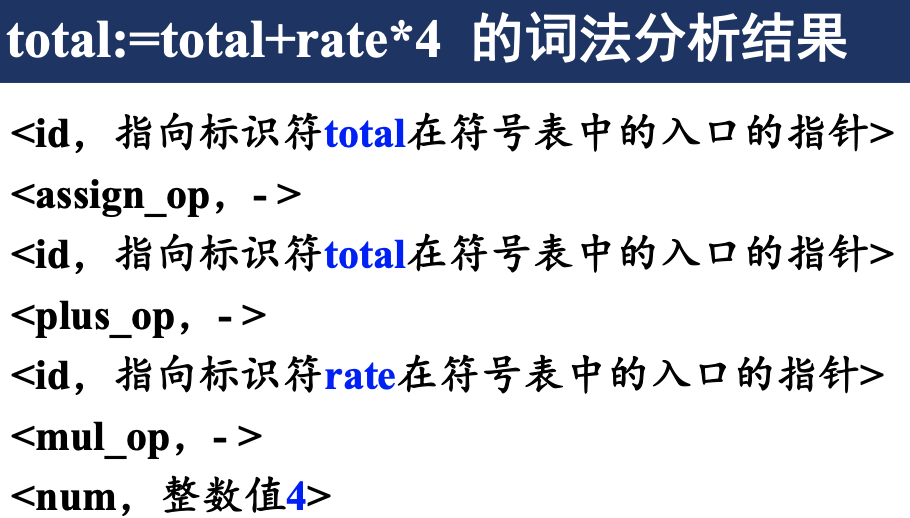 total:=total+rate*4 的词法分析结果
<id，指向标识符total在符号表中的入口的指针>
<assign_op，- >
<id，指向标识符total在符号表中的入口的指针>
<plus_op，- >
<id，指向标识符rate在符号表中的入口的指针>
<mul_op，- >
<num，整数值4>